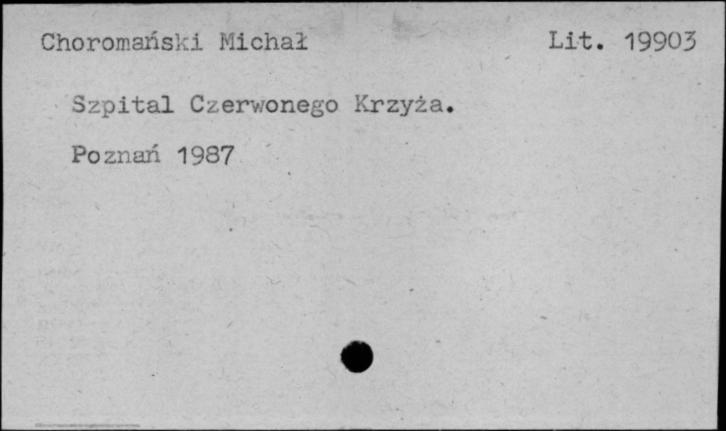 Choromański Michał Lit. 19903
Szpital Czerwonego Krzyża.
Poznań 1987